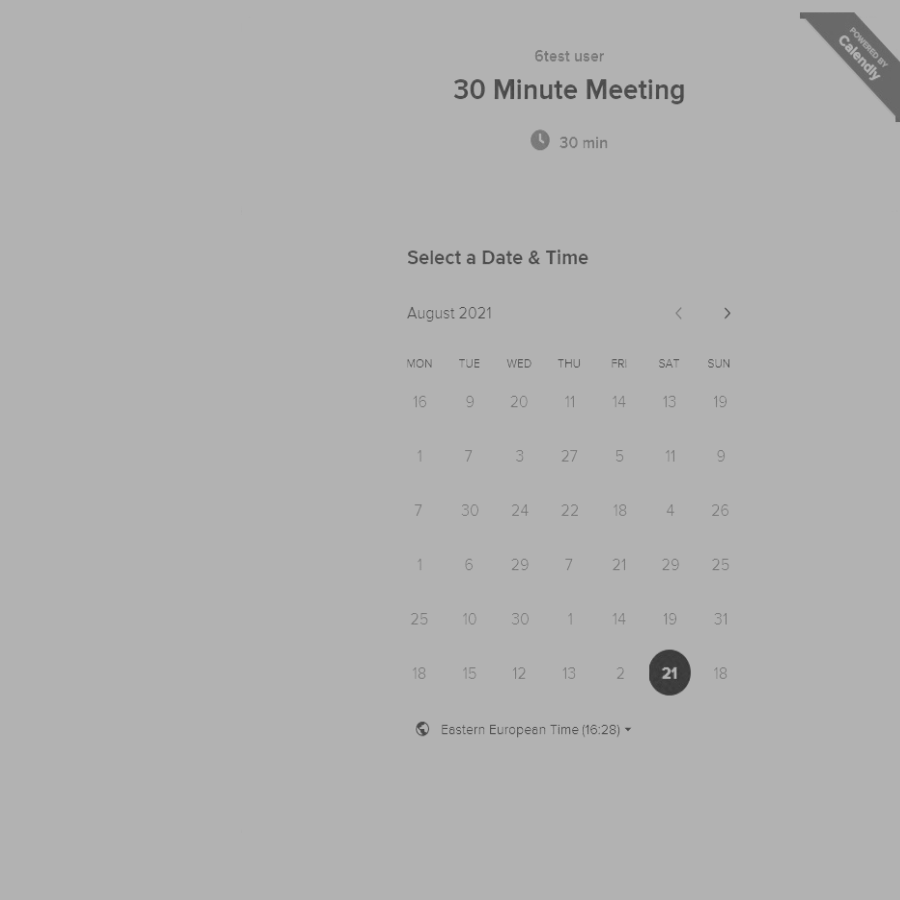 POWERED BY
Calendly
6test user
30 Minute Meeting
30 min
Select a Date & Time
August 2021
MON TUE WED THU FRI SAT SUN
16 9 20 11 14 13 19
1 7 3 27 5 11 9
7 30 24 22 18 4 26
1 6 29 7 21 29 25
25 10 30 1 14 19 31
18 15 12 13 2 21 18
Eastern European Time (16:28)